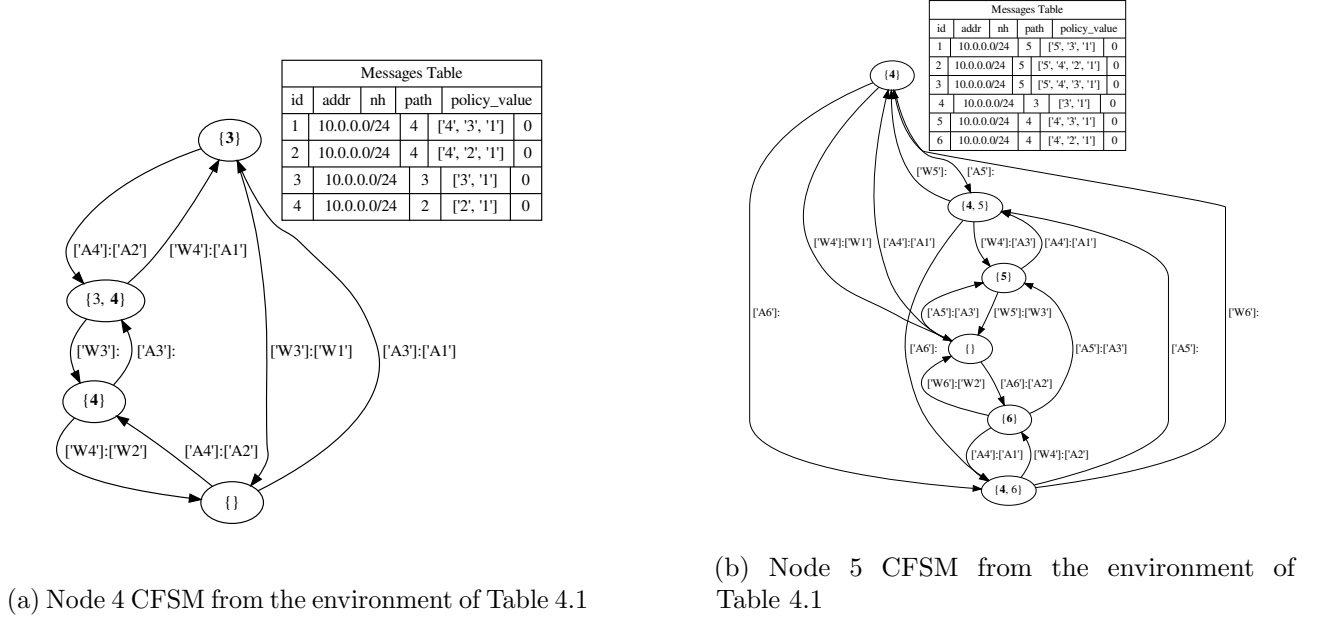 Messages Table
id addr nh path policy_value
1 10.0.0.0/24 4 ['4', '3', '1'] 0
2 10.0.0.0/24 4 ['4', '2', '1'] 0
3 10.0.0.0/24 3 ['3', '1'] 0
4 10.0.0.0/24 2 ['2', '1'] 0
{3}
['A4']:['A2']
['W4']:['A1']
{3, 4}
['W3']:
['A3']:
['W3']:['W1']
['A3']:['A1']
{4}
['W4']:['W2']
['A4']:['A2']
{}
(a) Node 4 CFSM from the environment of Table 4.1
Messages Table
id addr nh path policy_value
1 10.0.0.0/24 5 ['5', '3', '1'] 0
2 10.0.0.0/24 5 ['5', '4', '2', '1'] 0
3 10.0.0.0/24 5 ['5', '4', '3', '1'] 0
4 10.0.0.0/24 3 ['3', '1'] 0
5 10.0.0.0/24 4 ['4', '3', '1'] 0
6 10.0.0.0/24 4 ['4', '2', '1'] 0
{4}
['W5']:
['A5']:
{4, 5}
['W4']:['W1']
['A4']:['A1']
['W4']:['A3']
['A4']:['A1']
{5}
['A6']:
['A5']:['A3']
['W5']:['W3']
['W6']:
{}
['A6']:
['A5']:['A3']
['A5']:
['W6']:['W2']
['A6']:['A2']
{6}
['A4']:['A1']
['W4']:['A2']
{4, 6}
(b) Node 5 CFSM from the environment of
Table 4.1